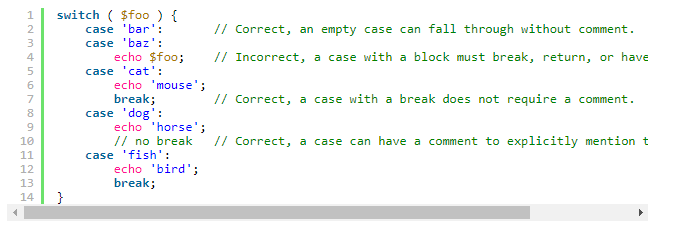 1 switch ( $foo ) {
2 case 'bar': // Correct, an empty case can fall through without comment.
3 case 'baz':
4 echo $foo; // Incorrect, a case with a block must break, return, or have
5 case 'cat':
6 echo 'mouse';
7 break; // Correct, a case with a break does not require a comment.
8 case 'dog':
9 echo 'horse';
10 // no break // Correct, a case can have a comment to explicitly mention t
11 case 'fish':
12 echo 'bird';
13 break;
14 }